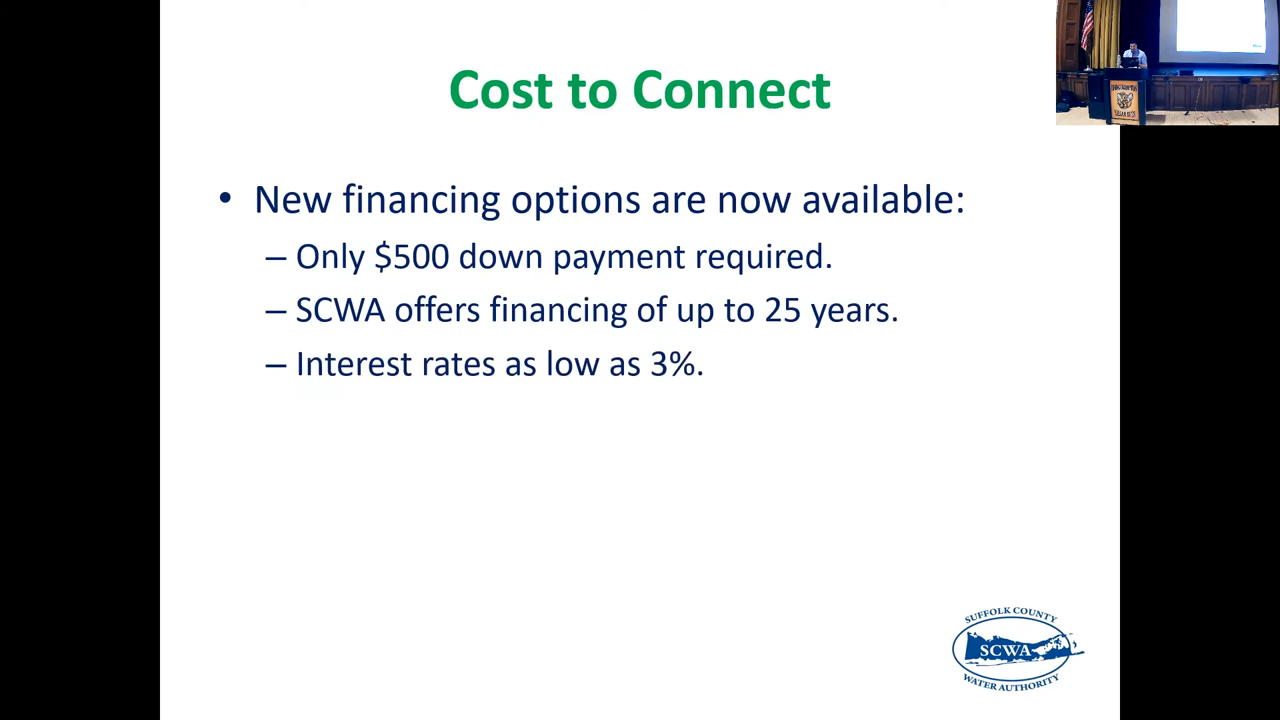 Cost to Connect
• New financing options are now available:
– Only $500 down payment required.
– SCWA offers financing of up to 25 years.
– Interest rates as low as 3%.
SUFFOLK COUNTY
SCWA
WATER AUTHORITY